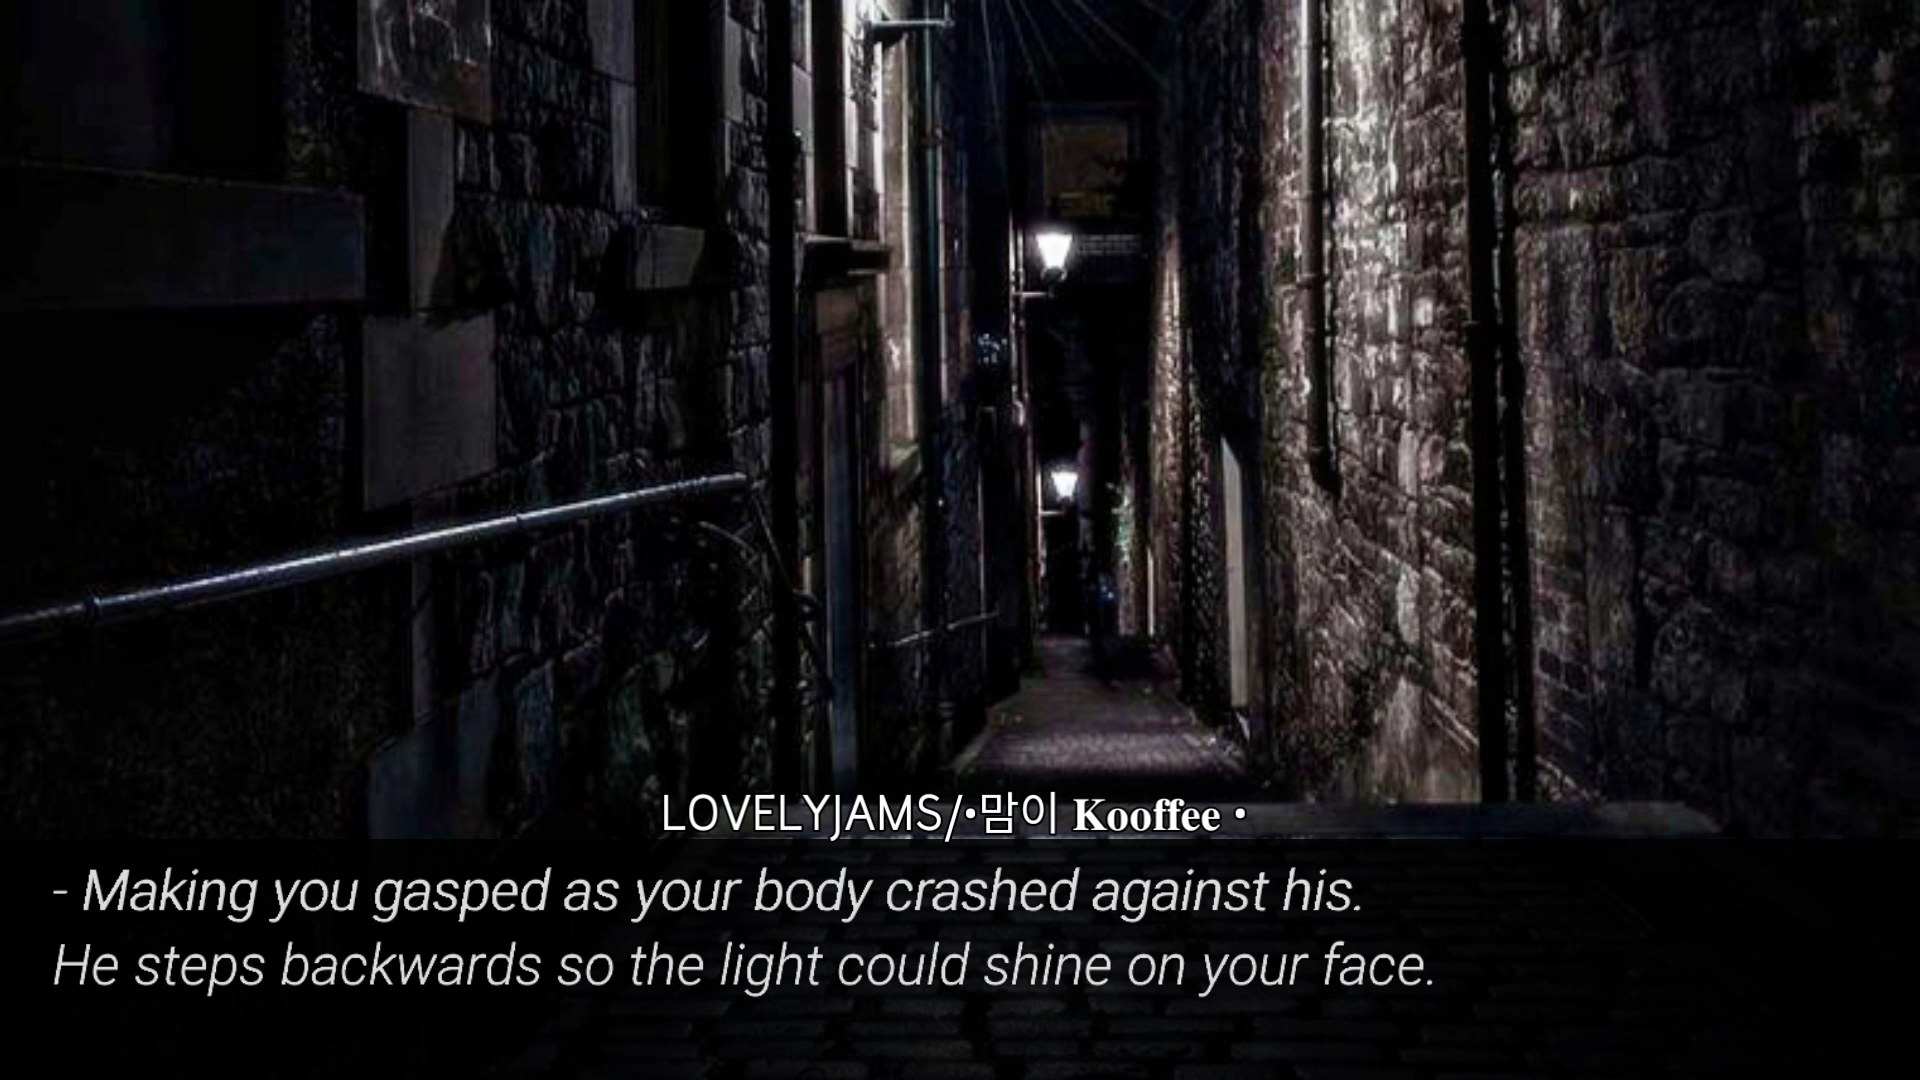 LOVELYJAMS/•맘이 Kooffee •
- Making you gasped as your body crashed against his.
He steps backwards so the light could shine on your face.